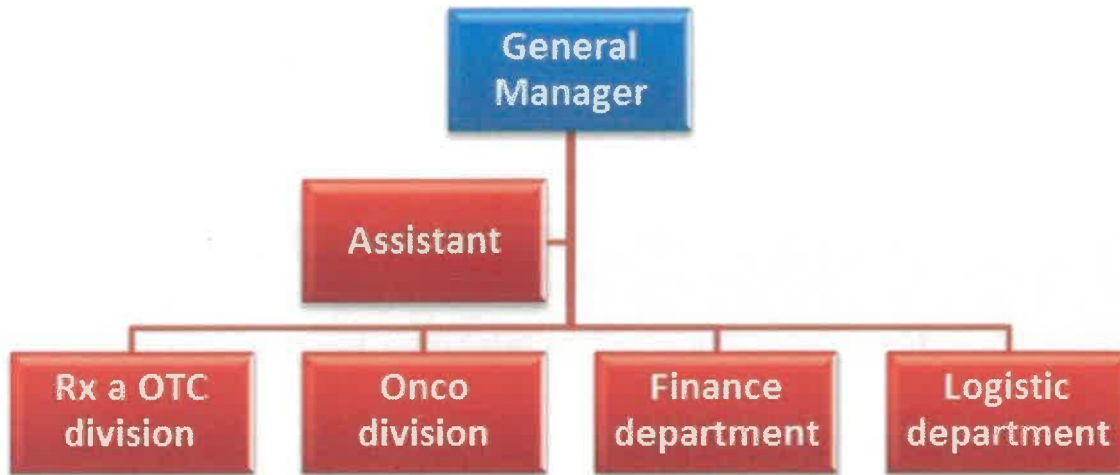 General
Manager
Assistant
Rx a OTC
division
Onco
division
Finance
department
Logistic
department